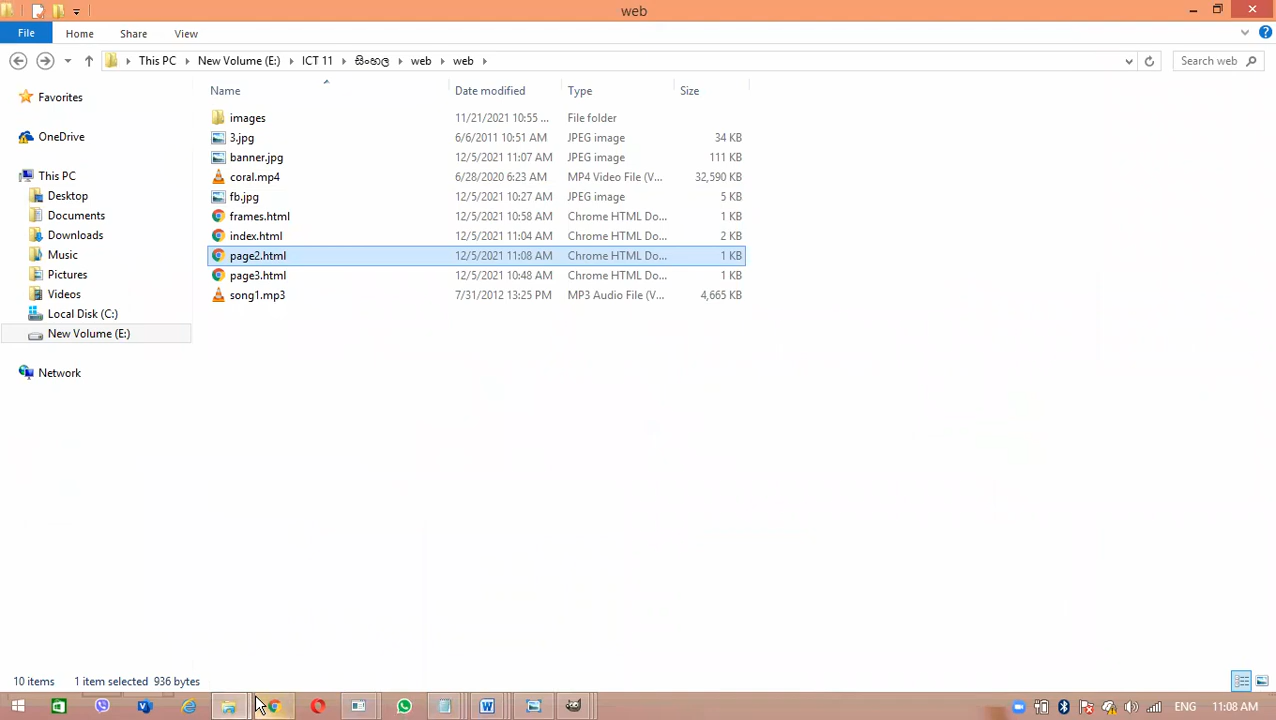 web
File Home Share View
This PC New Volume (E:) ICT 11 සිංහල web web Search web
Name Date modified Type Size
Favorites
OneDrive
This PC
Desktop
Documents
Downloads
Music
Pictures
Videos
Local Disk (C:)
New Volume (E:)
Network
images 11/21/2021 10:55 ... File folder
3.jpg 6/6/2011 10:51 AM JPEG image 34 KB
banner.jpg 12/5/2021 11:07 AM JPEG image 111 KB
coral.mp4 6/28/2020 6:23 AM MP4 Video File (V... 32,590 KB
fb.jpg 12/5/2021 10:27 AM JPEG image 5 KB
frames.html 12/5/2021 10:58 AM Chrome HTML Do... 1 KB
index.html 12/5/2021 11:04 AM Chrome HTML Do... 2 KB
page2.html 12/5/2021 11:08 AM Chrome HTML Do... 1 KB
page3.html 12/5/2021 10:48 AM Chrome HTML Do... 1 KB
song1.mp3 7/31/2012 13:25 PM MP3 Audio File (V... 4,665 KB
10 items 1 item selected 936 bytes
ENG 11:08 AM